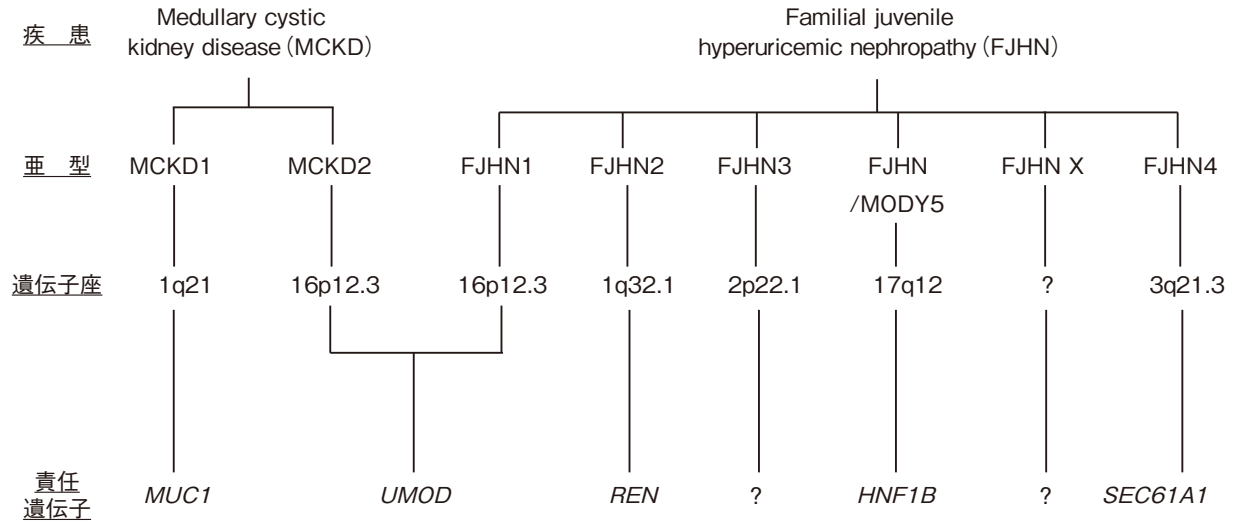 疾　患
Medullary cystic
kidney disease（MCKD）
Familial juvenile
hyperuricemic nephropathy（FJHN）
亜　型
MCKD1
MCKD2
FJHN1
FJHN2
FJHN3
FJHN
/MODY5
FJHN X
FJHN4
遺伝子座
1q21
16p12.3
16p12.3
1q32.1
2p22.1
17q12
?
3q21.3
責任
遺伝子
MUC1
UMOD
REN
?
HNF1B
?
SEC61A1